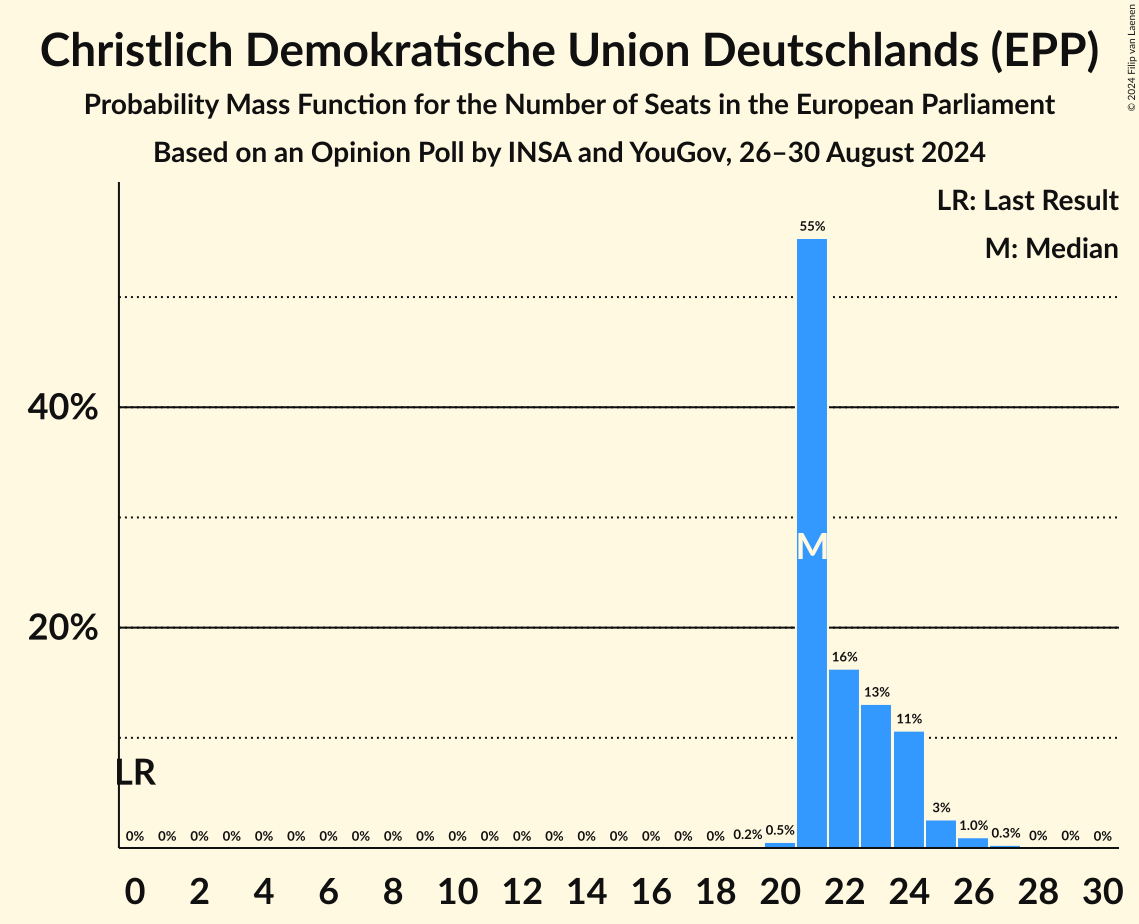 Christlich Demokratische Union Deutschlands (EPP)
Probability Mass Function for the Number of Seats in the European Parliament
Based on an Opinion Poll by INSA and YouGov, 26–30 August 2024
© 2024 Filip van Laenen
LR: Last Result
M: Median
55%
40%
M
20%
16%
13%
11%
LR
3%
0% 0% 0% 0% 0% 0% 0% 0% 0% 0% 0% 0% 0% 0% 0% 0% 0% 0% 0% 0.2% 0.5% 1.0% 0.3% 0% 0% 0%
0 2 4 6 8 10 12 14 16 18 20 22 24 26 28 30